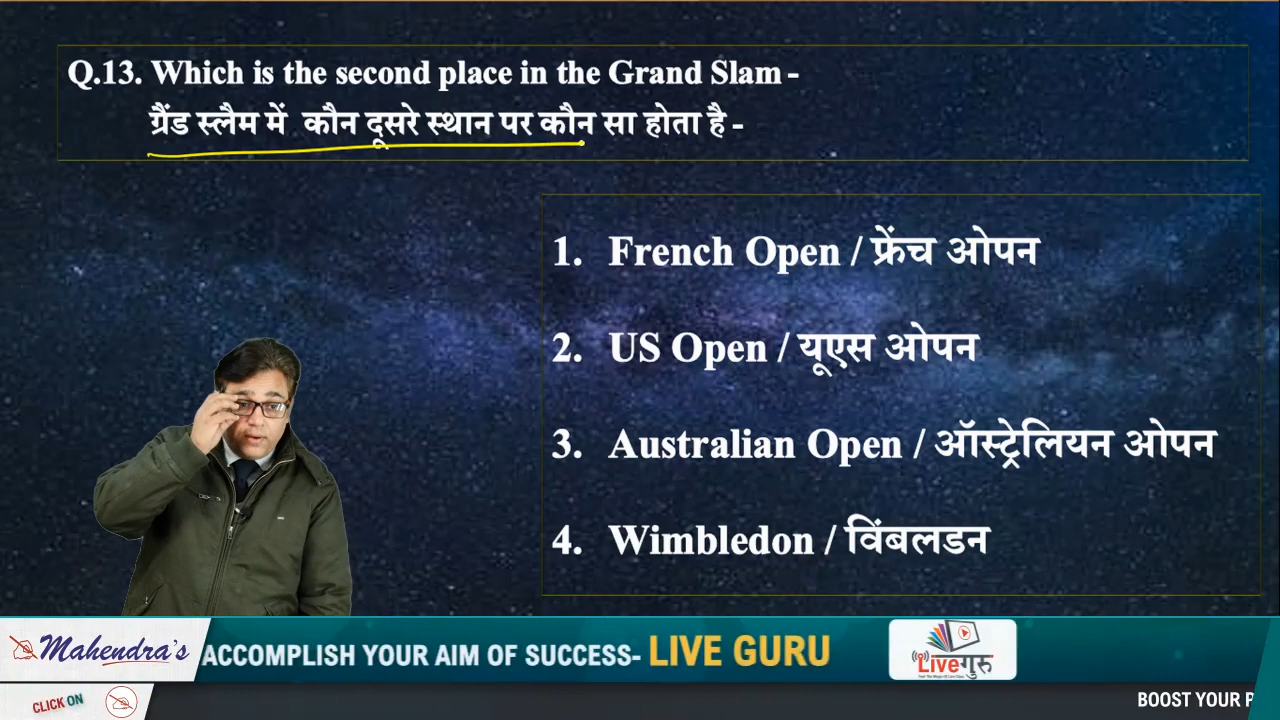 Q.13. Which is the second place in the Grand Slam -
ग्रैंड स्लैम में कौन दूसरे स्थान पर कौन सा होता है -
1. French Open / फ्रेंच ओपन
2. US Open / यूएस ओपन
3. Australian Open / ऑस्ट्रेलियन ओपन
4. Wimbledon / विंबलडन
Mahendra's
ACCOMPLISH YOUR AIM OF SUCCESS- LIVE GURU
Liveगुरु
CLICK ON
BOOST YOUR P